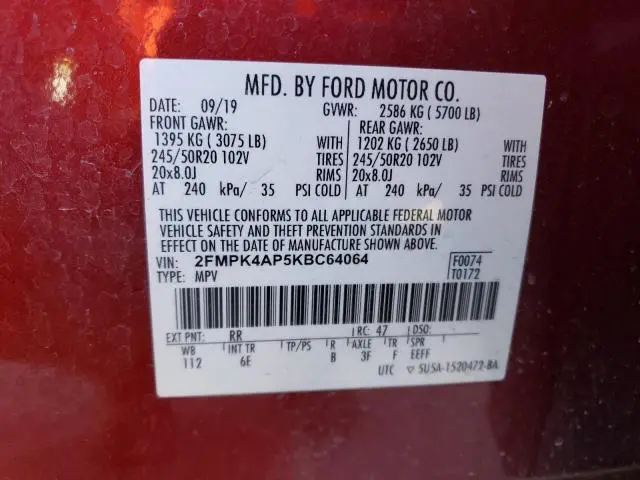 MFD. BY FORD MOTOR CO.
DATE: 09/19 GVWR: 2586 KG ( 5700 LB)
FRONT GAWR: REAR GAWR:
1395 KG ( 3075 LB) WITH 1202 KG ( 2650 LB) WITH
245/50R20 102V TIRES 245/50R20 102V TIRES
20x8.0J RIMS 20x8.0J RIMS
AT 240 kPa/ 35 PSI COLD AT 240 kPa/ 35 PSI COLD
THIS VEHICLE CONFORMS TO ALL APPLICABLE FEDERAL MOTOR
VEHICLE SAFETY AND THEFT PREVENTION STANDARDS IN
EFFECT ON THE DATE OF MANUFACTURE SHOWN ABOVE.
VIN: 2FMPK4AP5KBC64064 F0074
TYPE: MPV T0172
EXT PNT: RR RC: 47 DSO:
WB INT TR TP/PS R AXLE TR SPR
112 6E B 3F F EEFF
UTC ▽ 5U5A-1520472-BA